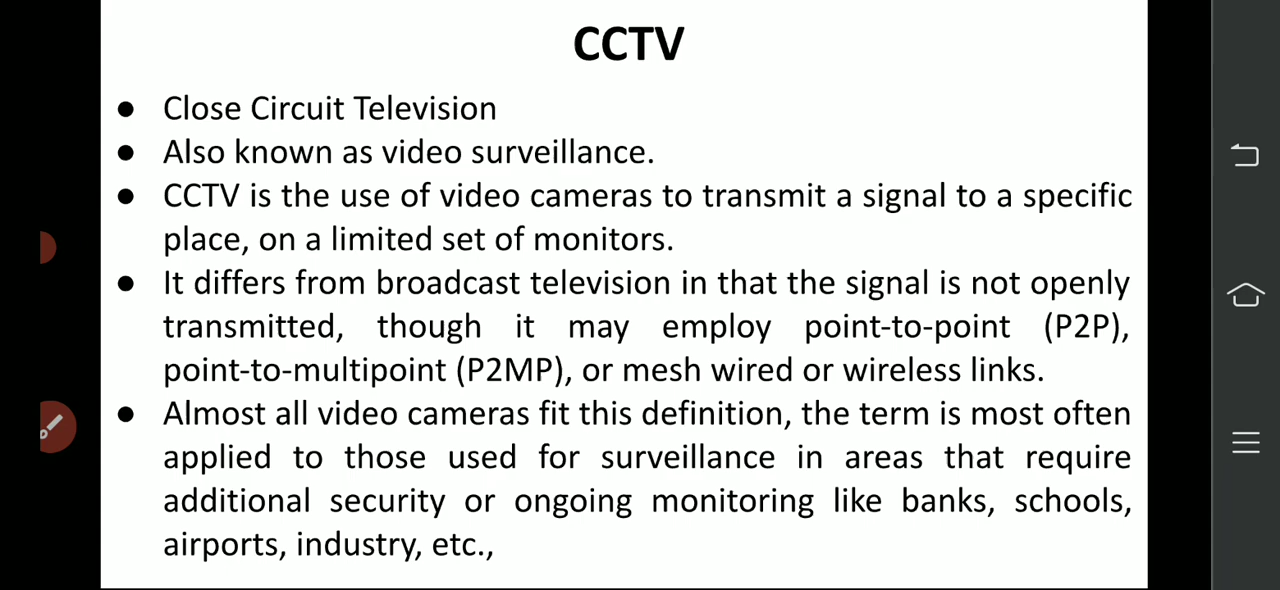 CCTV
● Close Circuit Television
● Also known as video surveillance.
● CCTV is the use of video cameras to transmit a signal to a specific
place, on a limited set of monitors.
● It differs from broadcast television in that the signal is not openly
transmitted, though it may employ point-to-point (P2P),
point-to-multipoint (P2MP), or mesh wired or wireless links.
● Almost all video cameras fit this definition, the term is most often
applied to those used for surveillance in areas that require
additional security or ongoing monitoring like banks, schools,
airports, industry, etc.,